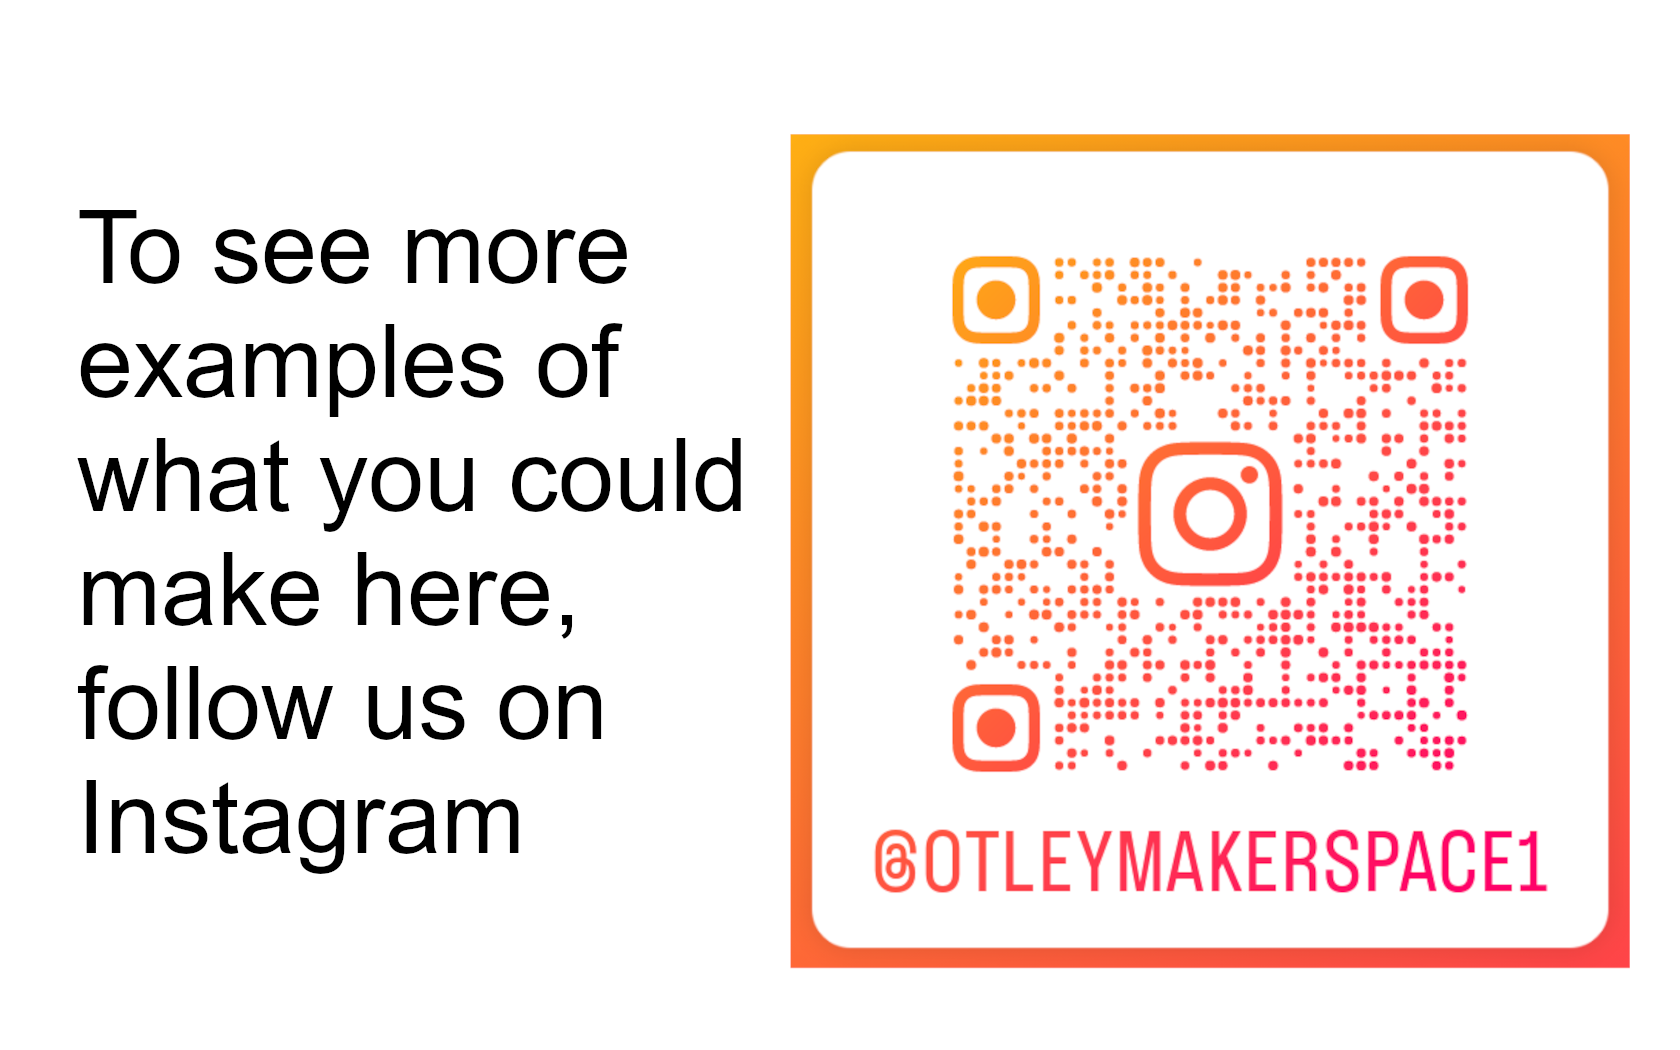 To see more
examples of
what you could
make here,
follow us on
Instagram
@OTLEYMAKERSPACE1